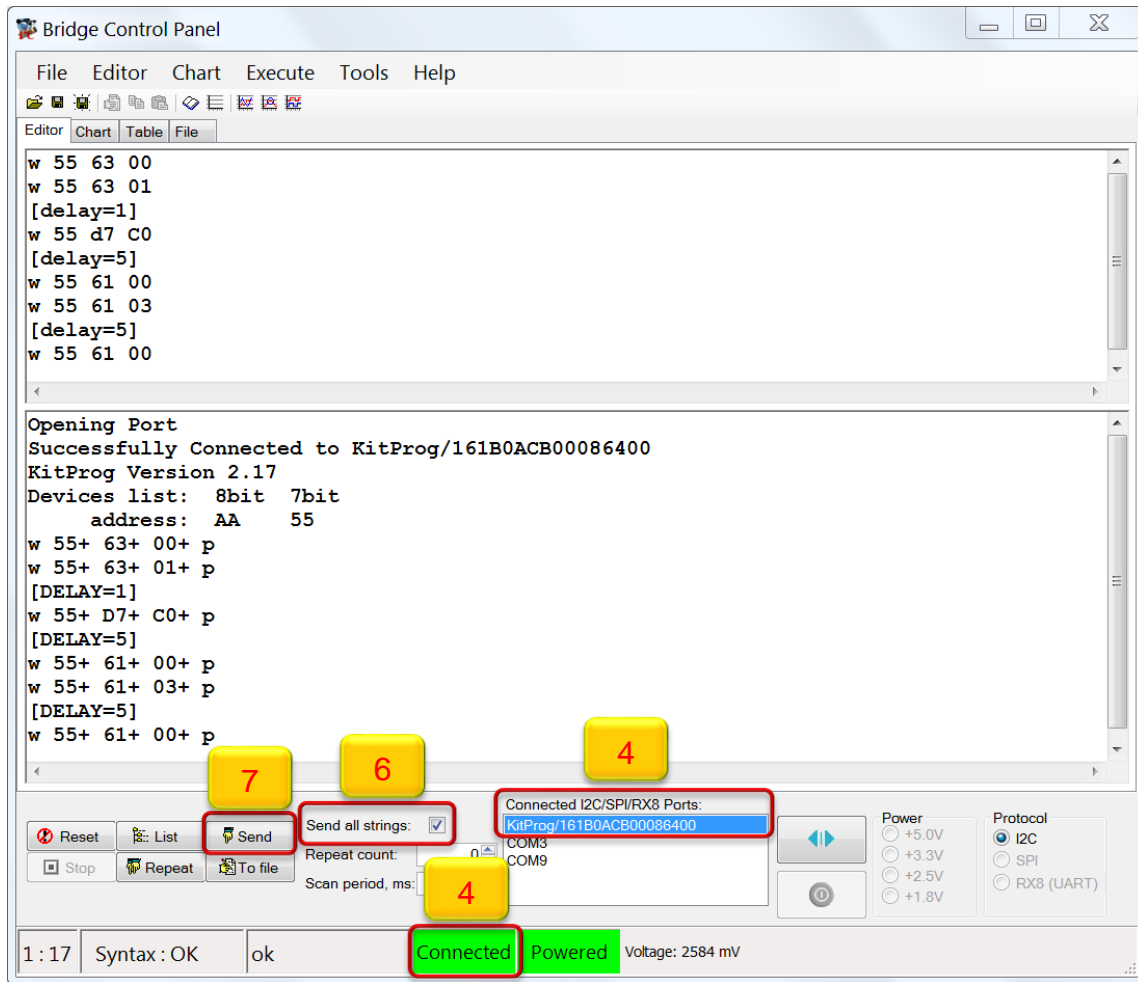 Bridge Control Panel
File Editor Chart Execute Tools Help
Editor Chart Table File
w 55 63 00
w 55 63 01
[delay=1]
w 55 d7 C0
[delay=5]
w 55 61 00
w 55 61 03
[delay=5]
w 55 61 00
Opening Port
Successfully Connected to KitProg/161B0ACB00086400
KitProg Version 2.17
Devices list: 8bit 7bit
address: AA 55
w 55+ 63+ 00+ p
w 55+ 63+ 01+ p
[DELAY=1]
w 55+ D7+ C0+ p
[DELAY=5]
w 55+ 61+ 00+ p
w 55+ 61+ 03+ p
[DELAY=5]
w 55+ 61+ 00+ p
7 6 4
Reset List Send
Stop Repeat To file
Send all strings:
Repeat count: 0
Scan period, ms:
4
Connected I2C/SPI/RX8 Ports:
KitProg/161B0ACB00086400
COM3
COM9
Power
+5.0V
+3.3V
+2.5V
+1.8V
Protocol
I2C
SPI
RX8 (UART)
1 : 17 Syntax : OK ok Connected Powered Voltage: 2584 mV